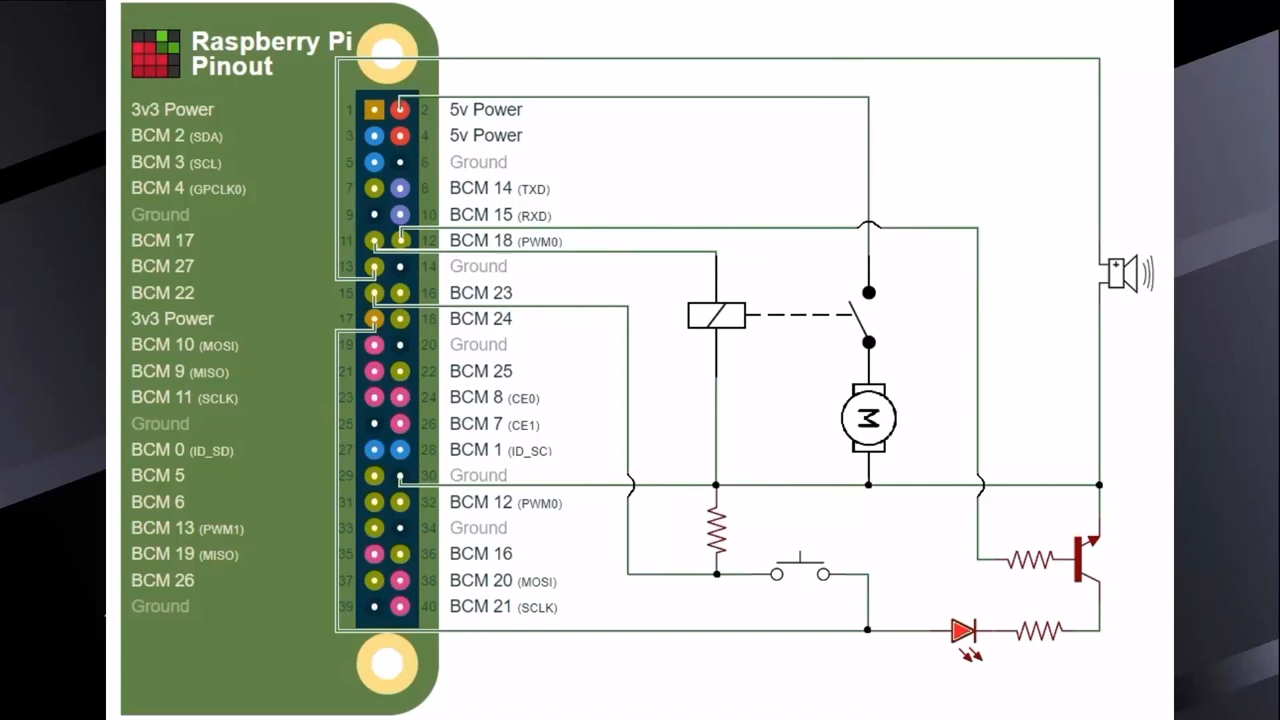 Raspberry Pi
Pinout
3v3 Power 1 2 5v Power
BCM 2 (SDA) 3 4 5v Power
BCM 3 (SCL) 5 6 Ground
BCM 4 (GPCLK0) 7 8 BCM 14 (TXD)
Ground 9 10 BCM 15 (RXD)
BCM 17 11 12 BCM 18 (PWM0)
BCM 27 13 14 Ground
BCM 22 15 16 BCM 23
3v3 Power 17 18 BCM 24
BCM 10 (MOSI) 19 20 Ground
BCM 9 (MISO) 21 22 BCM 25
BCM 11 (SCLK) 23 24 BCM 8 (CE0)
Ground 25 26 BCM 7 (CE1)
BCM 0 (ID_SD) 27 28 BCM 1 (ID_SC)
BCM 5 29 30 Ground
BCM 6 31 32 BCM 12 (PWM0)
BCM 13 (PWM1) 33 34 Ground
BCM 19 (MISO) 35 36 BCM 16
BCM 26 37 38 BCM 20 (MOSI)
Ground 39 40 BCM 21 (SCLK)
+
M